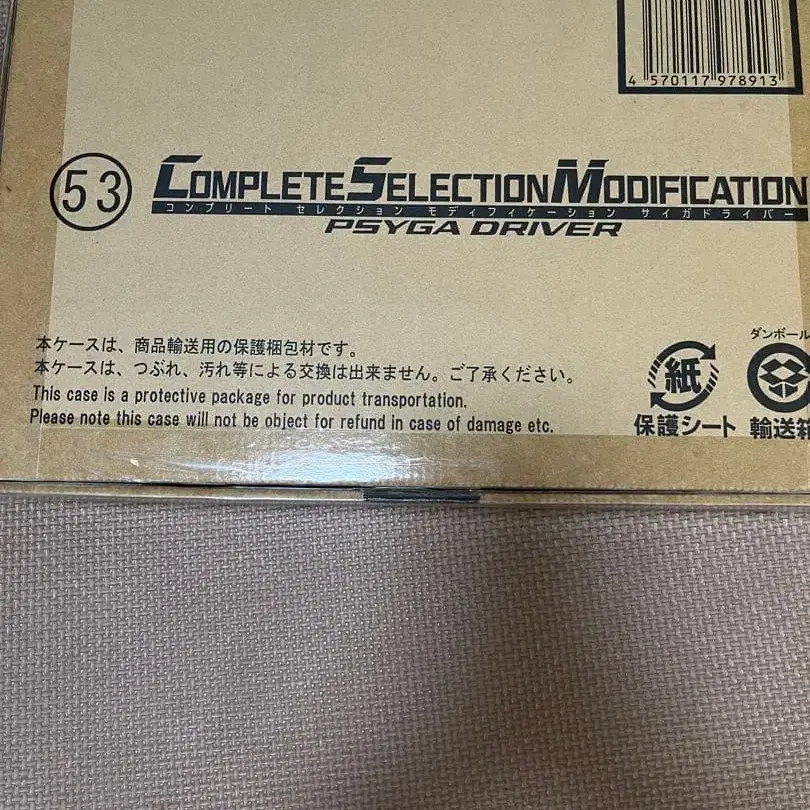 4 570117 978913
53
COMPLETE SELECTION MODIFICATION
コンプリート セレクション モディフィケーション サイガドライバー
PSYGA DRIVER
本ケースは、商品輸送用の保護梱包材です。
本ケースは、つぶれ、汚れ等による交換は出来ません。ご了承ください。
This case is a protective package for product transportation.
Please note this case will not be object for refund in case of damage etc.
紙
保護シート
ダンボール
輸送箱